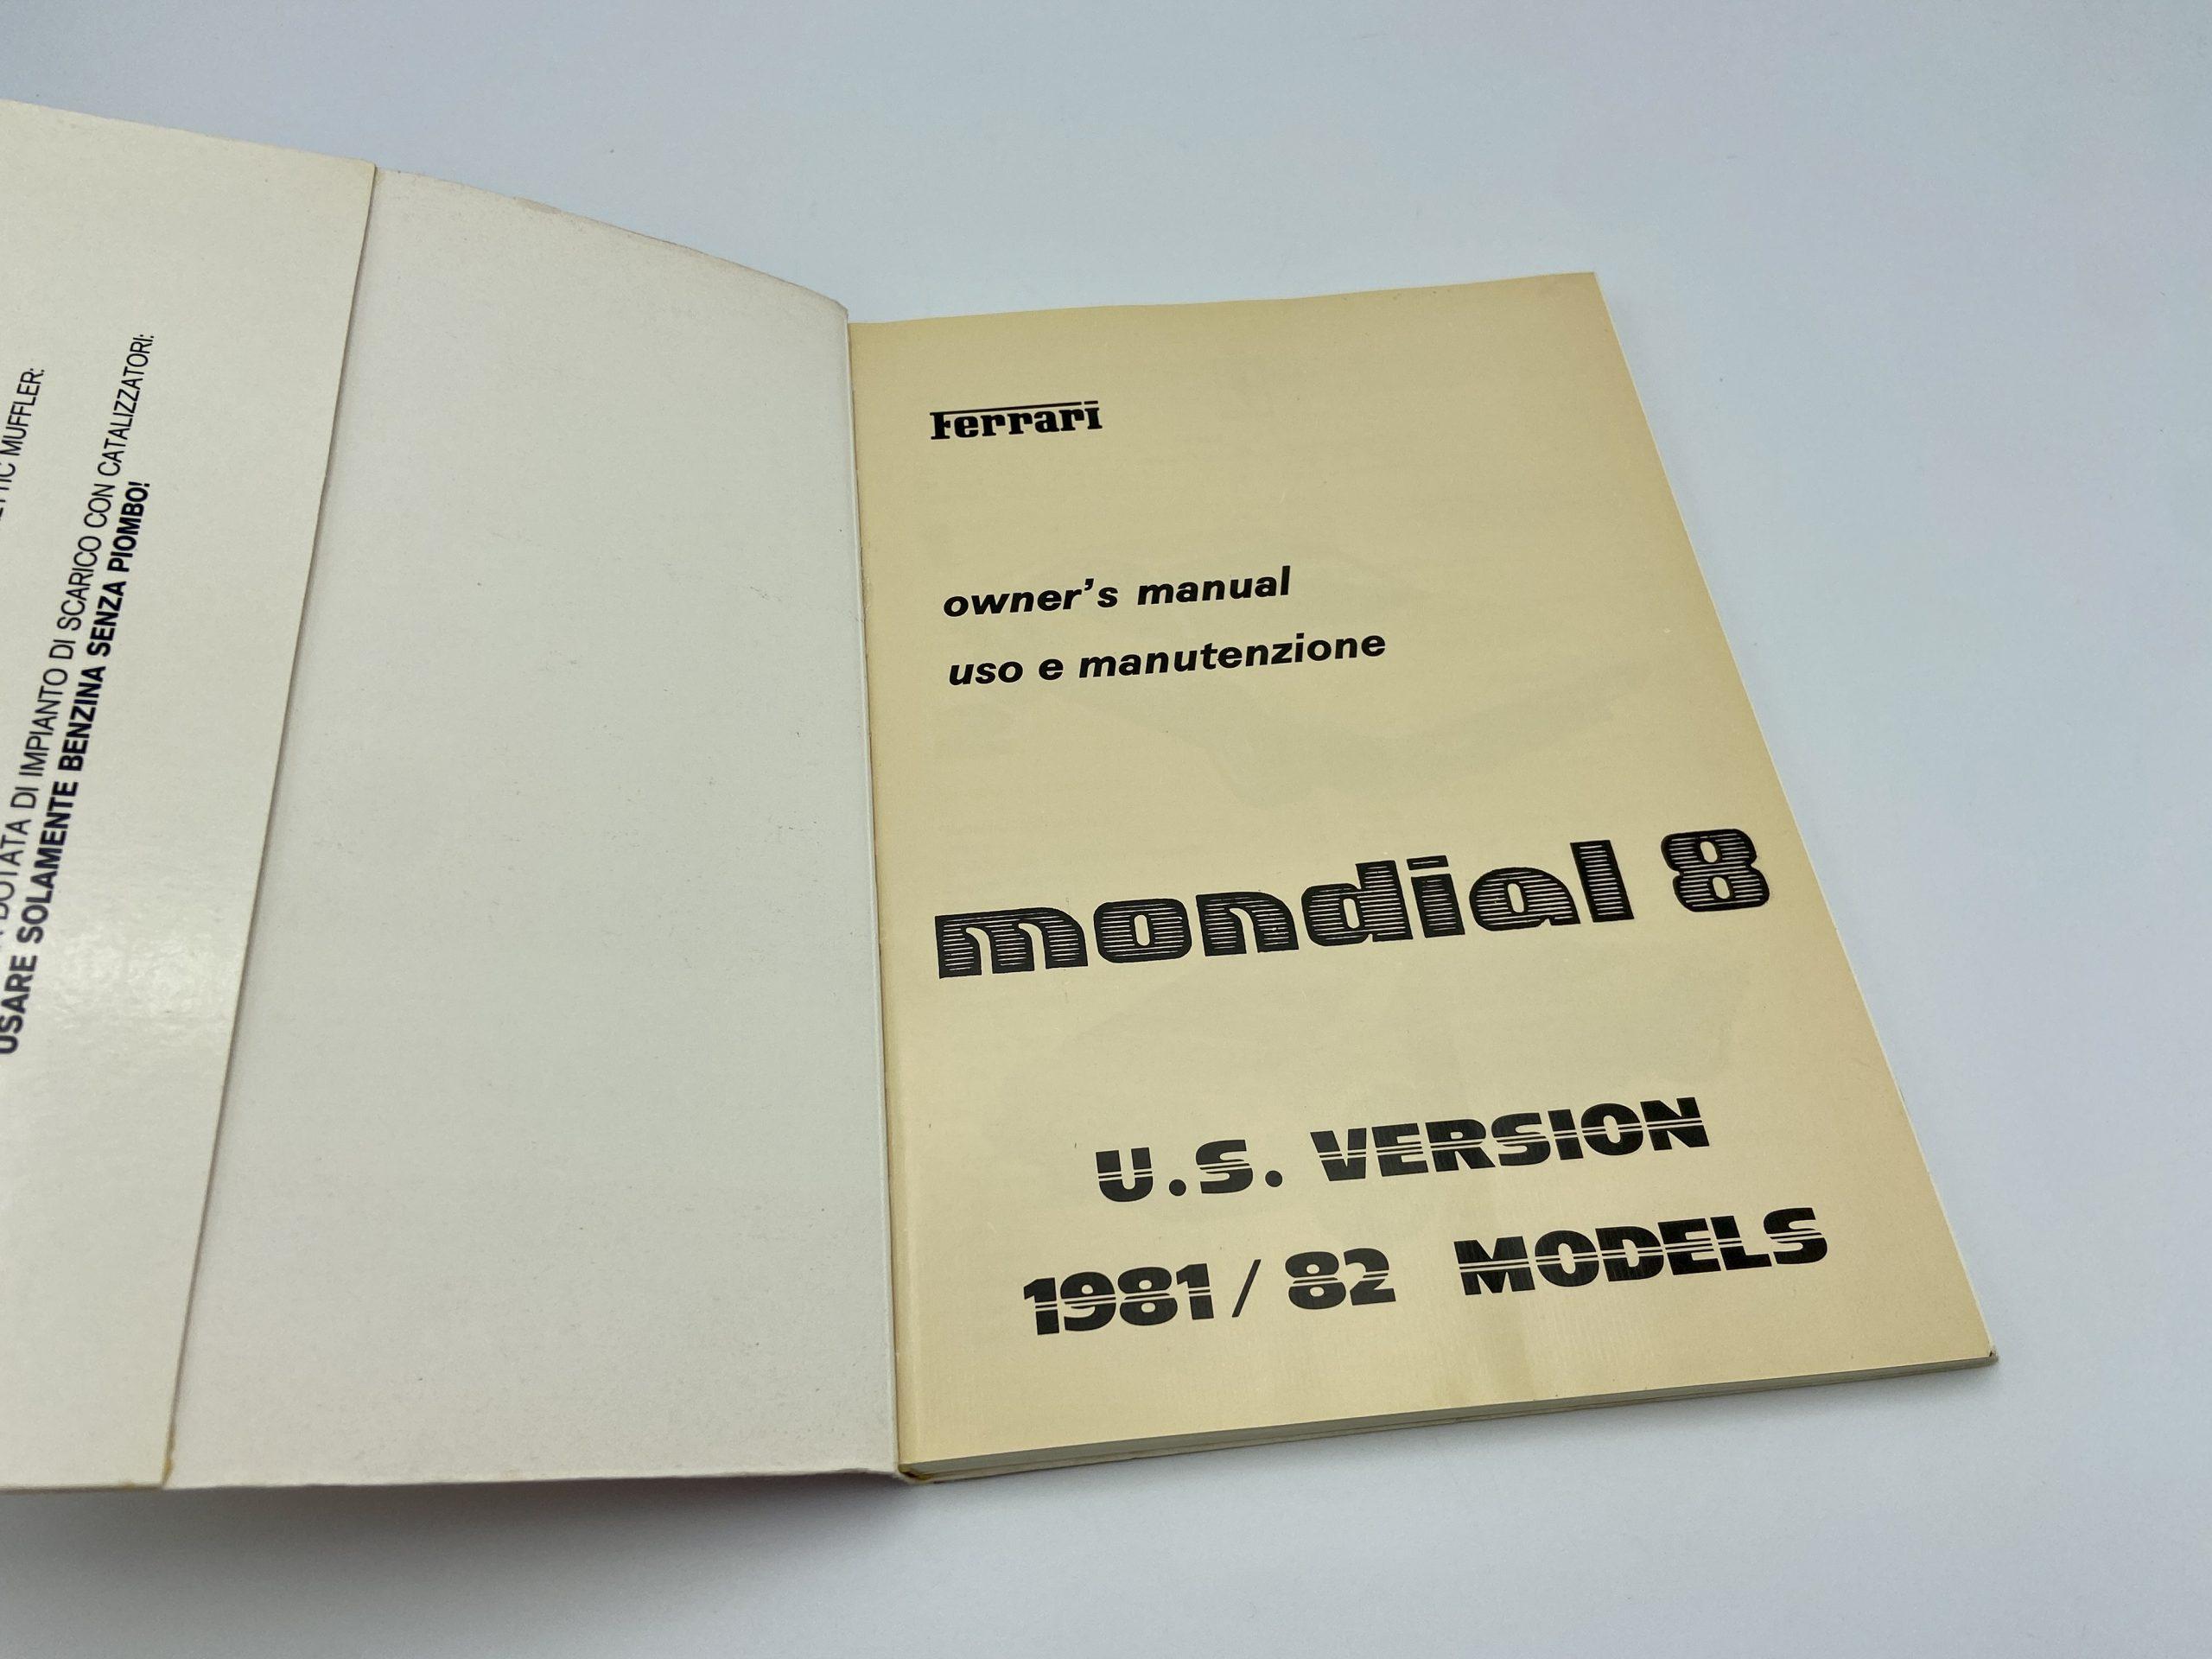 MUFFLER:
DOTATA DI IMPIANTO DI SCARICO CON CATALIZZATORI:
USARE SOLAMENTE BENZINA SENZA PIOMBO!
Ferrari
owner's manual
uso e manutenzione
mondial 8
U.S. VERSION
1981/82 MODELS